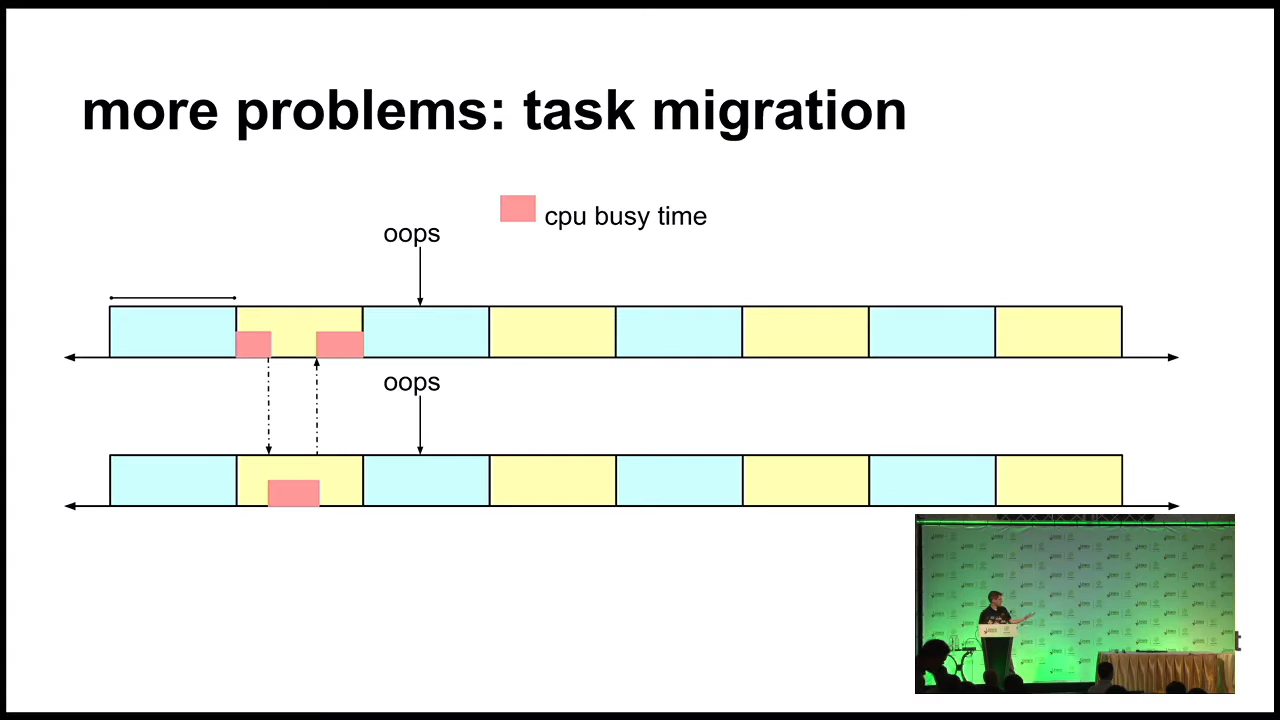 more problems: task migration
cpu busy time
oops
oops
t